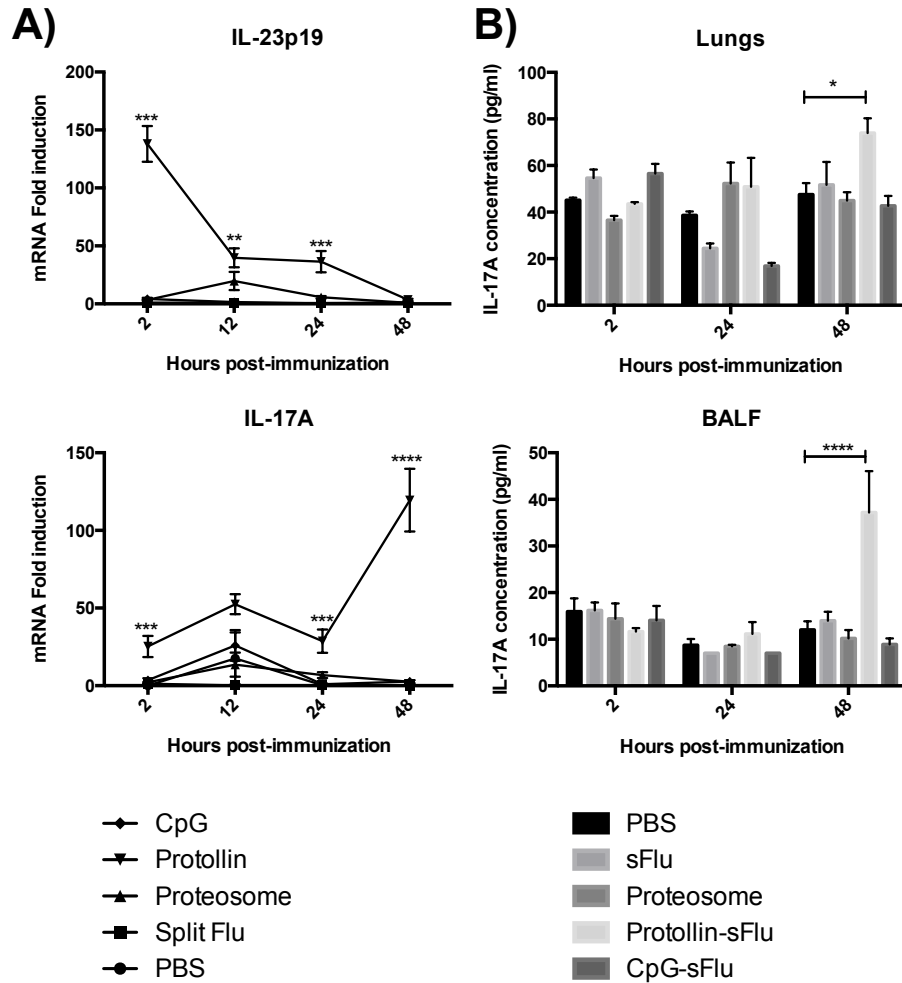 A)
IL-23p19
mRNA Fold induction
200
150
100
50
0
***
**
***
2
12
24
48
Hours post-immunization
IL-17A
mRNA Fold induction
150
100
50
0
***
***
****
2
12
24
48
Hours post-immunization
CpG
Protollin
Proteosome
Split Flu
PBS
B)
Lungs
IL-17A concentration (pg/ml)
100
80
60
40
20
0
*
2
24
48
Hours post-immunization
BALF
IL-17A concentration (pg/ml)
50
40
30
20
10
0
****
2
24
48
Hours post-immunization
PBS
sFlu
Proteosome
Protollin-sFlu
CpG-sFlu